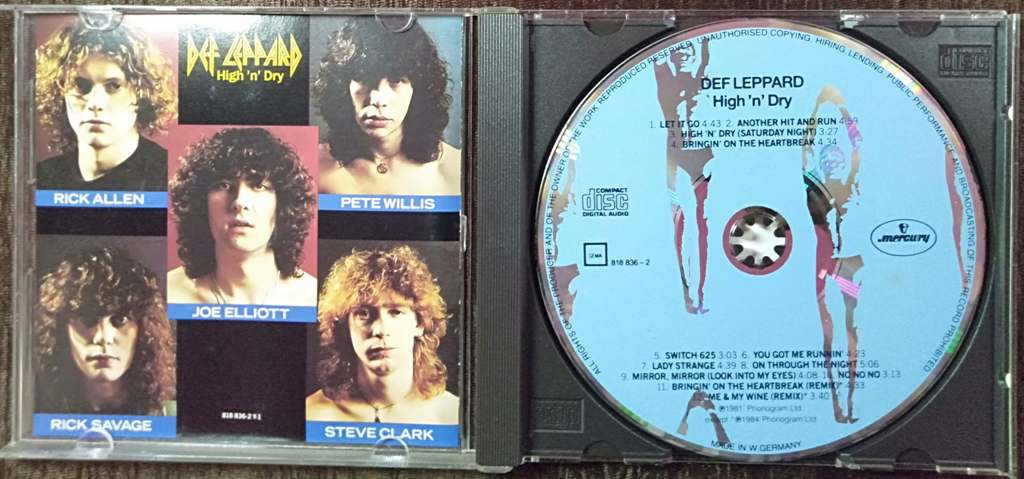 DEF LEPPARD
High 'n' Dry
RICK ALLEN
PETE WILLIS
JOE ELLIOTT
RICK SAVAGE
STEVE CLARK
818 836-2 Y·1
ALL RIGHTS OF THE PRODUCER AND OF THE OWNER OF THE WORK REPRODUCED RESERVED. UNAUTHORISED COPYING, HIRING, LENDING, PUBLIC PERFORMANCE AND BROADCASTING OF THIS RECORD PROHIBITED
DEF LEPPARD
High 'n' Dry
1. LET IT GO 4.43 2. ANOTHER HIT AND RUN 4.59
3. HIGH 'N' DRY (SATURDAY NIGHT) 3.27
4. BRINGIN' ON THE HEARTBREAK 4.34
COMPACT
disc
DIGITAL AUDIO
818 836-2
mercury
5. SWITCH 625 3.03 6. YOU GOT ME RUNNIN' 4.23
7. LADY STRANGE 4.39 8. ON THROUGH THE NIGHT 5:06
9. MIRROR, MIRROR (LOOK INTO MY EYES) 4.08 10. NO NO NO 3.13
11. BRINGIN' ON THE HEARTBREAK (REMIX)* 4.33
12. ME & MY WINE (REMIX)* 3.40
℗1981 Phonogram Ltd.
except *℗1984 Phonogram Ltd.
MADE IN W. GERMANY
disc